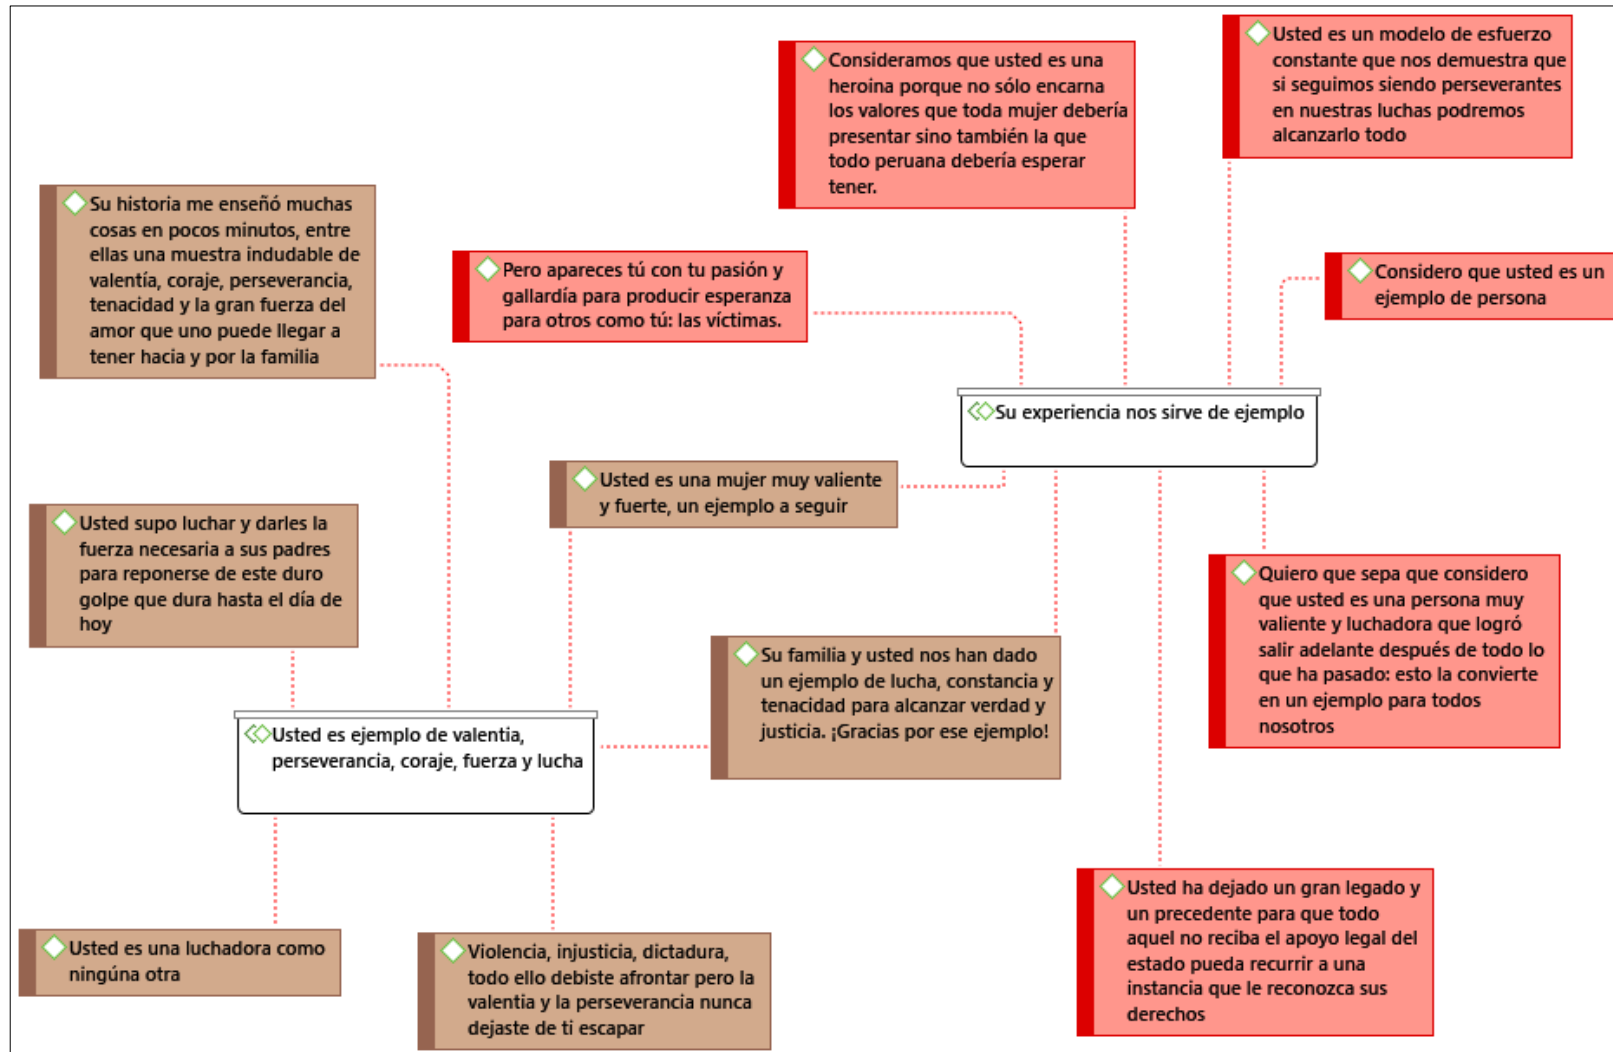 Usted es un modelo de esfuerzo
constante que nos demuestra que
si seguimos siendo perseverantes
en nuestras luchas podremos
alcanzarlo todo
Consideramos que usted es una
heroina porque no sólo encarna
los valores que toda mujer debería
presentar sino también la que
todo peruana debería esperar
tener.
Su historia me enseñó muchas
cosas en pocos minutos, entre
ellas una muestra indudable de
valentía, coraje, perseverancia,
tenacidad y la gran fuerza del
amor que uno puede llegar a
tener hacia y por la familia
Pero apareces tú con tu pasión y
gallardía para producir esperanza
para otros como tú: las víctimas.
Considero que usted es un
ejemplo de persona
Su experiencia nos sirve de ejemplo
Usted es una mujer muy valiente
y fuerte, un ejemplo a seguir
Usted supo luchar y darles la
fuerza necesaria a sus padres
para reponerse de este duro
golpe que dura hasta el día de
hoy
Quiero que sepa que considero
que usted es una persona muy
valiente y luchadora que logró
salir adelante después de todo lo
que ha pasado: esto la convierte
en un ejemplo para todos
nosotros
Su familia y usted nos han dado
un ejemplo de lucha, constancia y
tenacidad para alcanzar verdad y
justicia. ¡Gracias por ese ejemplo!
Usted es ejemplo de valentia,
perseverancia, coraje, fuerza y lucha
Usted ha dejado un gran legado y
un precedente para que todo
aquel no reciba el apoyo legal del
estado pueda recurrir a una
instancia que le reconozca sus
derechos
Usted es una luchadora como
ningúna otra
Violencia, injusticia, dictadura,
todo ello debiste afrontar pero la
valentia y la perseverancia nunca
dejaste de ti escapar